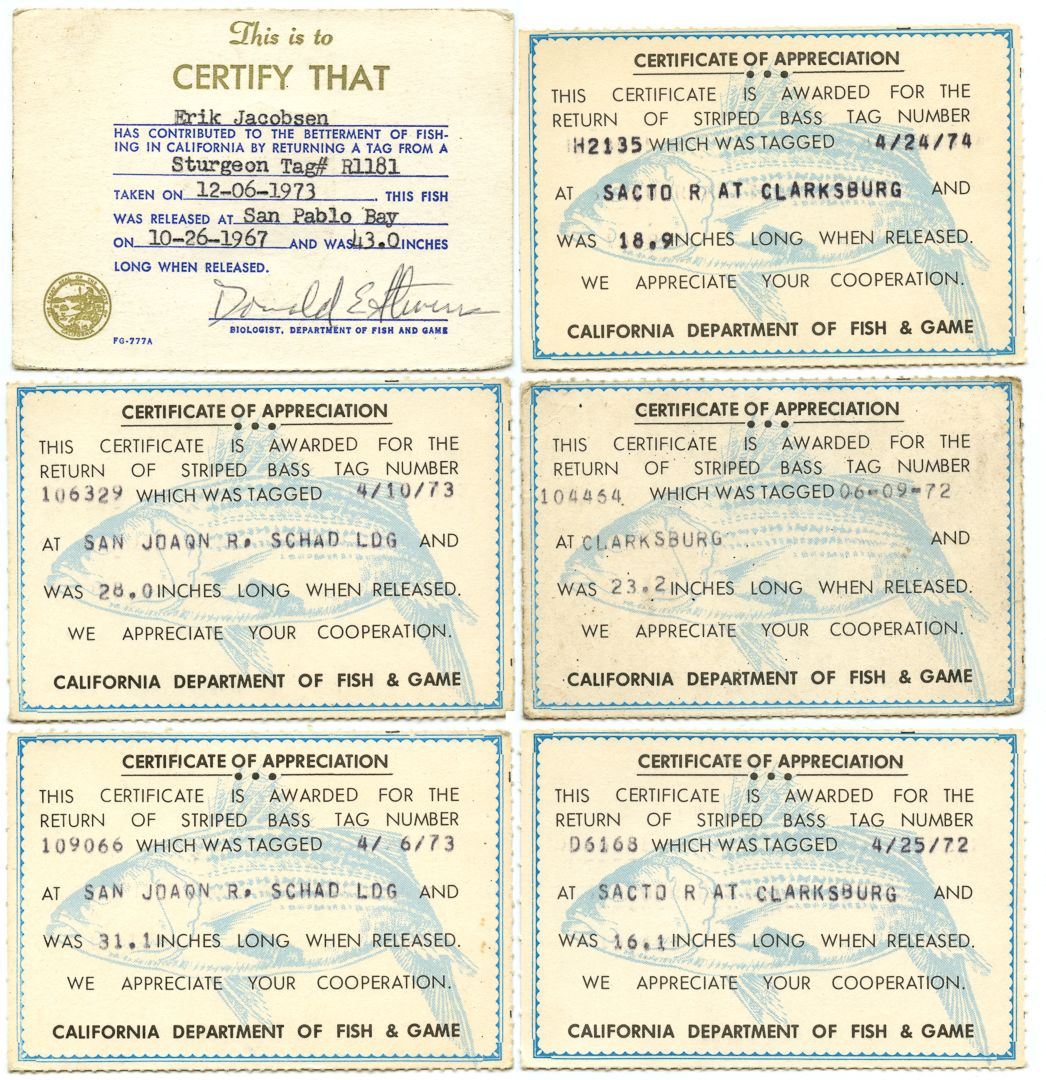 This is to
CERTIFY THAT
Erik Jacobsen
HAS CONTRIBUTED TO THE BETTERMENT OF FISH-
ING IN CALIFORNIA BY RETURNING A TAG FROM A
Sturgeon Tag# R1181
TAKEN ON 12-06-1973. THIS FISH
WAS RELEASED AT San Pablo Bay
ON 10-26-1967 AND WAS 43.0 INCHES
LONG WHEN RELEASED.
Donald E Stevens
BIOLOGIST, DEPARTMENT OF FISH AND GAME
FG-777A
CERTIFICATE OF APPRECIATION
THIS CERTIFICATE IS AWARDED FOR THE
RETURN OF STRIPED BASS TAG NUMBER
H2135 WHICH WAS TAGGED 4/24/74
AT SACTO R AT CLARKSBURG AND
WAS 18.9 INCHES LONG WHEN RELEASED.
WE APPRECIATE YOUR COOPERATION.
CALIFORNIA DEPARTMENT OF FISH & GAME
CERTIFICATE OF APPRECIATION
THIS CERTIFICATE IS AWARDED FOR THE
RETURN OF STRIPED BASS TAG NUMBER
106329 WHICH WAS TAGGED 4/10/73
AT SAN JOAQN R. SCHAD LDG AND
WAS 28.0 INCHES LONG WHEN RELEASED.
WE APPRECIATE YOUR COOPERATION.
CALIFORNIA DEPARTMENT OF FISH & GAME
CERTIFICATE OF APPRECIATION
THIS CERTIFICATE IS AWARDED FOR THE
RETURN OF STRIPED BASS TAG NUMBER
104464 WHICH WAS TAGGED 06-09-72
AT CLARKSBURG AND
WAS 23.2 INCHES LONG WHEN RELEASED.
WE APPRECIATE YOUR COOPERATION.
CALIFORNIA DEPARTMENT OF FISH & GAME
CERTIFICATE OF APPRECIATION
THIS CERTIFICATE IS AWARDED FOR THE
RETURN OF STRIPED BASS TAG NUMBER
109066 WHICH WAS TAGGED 4/ 6/73
AT SAN JOAQN R. SCHAD LDG AND
WAS 31.1 INCHES LONG WHEN RELEASED.
WE APPRECIATE YOUR COOPERATION.
CALIFORNIA DEPARTMENT OF FISH & GAME
CERTIFICATE OF APPRECIATION
THIS CERTIFICATE IS AWARDED FOR THE
RETURN OF STRIPED BASS TAG NUMBER
D6168 WHICH WAS TAGGED 4/25/72
AT SACTO R AT CLARKSBURG AND
WAS 16.1 INCHES LONG WHEN RELEASED.
WE APPRECIATE YOUR COOPERATION.
CALIFORNIA DEPARTMENT OF FISH & GAME